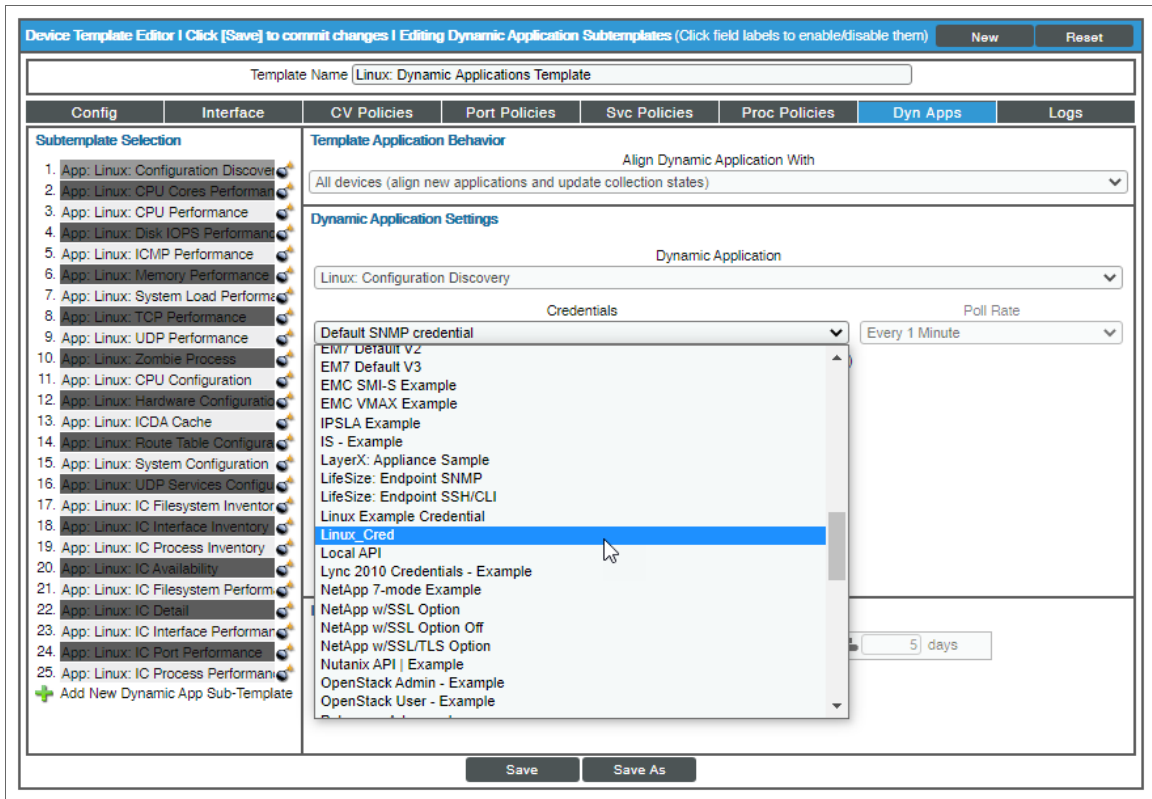 Device Template Editor | Click [Save] to commit changes | Editing Dynamic Application Subtemplates (Click field labels to enable/disable them) New Reset
Template Name Linux: Dynamic Applications Template
Config Interface CV Policies Port Policies Svc Policies Proc Policies Dyn Apps Logs
Subtemplate Selection
1. App: Linux: Configuration Discover
2. App: Linux: CPU Cores Performan
3. App: Linux: CPU Performance
4. App: Linux: Disk IOPS Performanc
5. App: Linux: ICMP Performance
6. App: Linux: Memory Performance
7. App: Linux: System Load Performa
8. App: Linux: TCP Performance
9. App: Linux: UDP Performance
10. App: Linux: Zombie Process
11. App: Linux: CPU Configuration
12. App: Linux: Hardware Configuratio
13. App: Linux: ICDA Cache
14. App: Linux: Route Table Configura
15. App: Linux: System Configuration
16. App: Linux: UDP Services Configu
17. App: Linux: IC Filesystem Inventor
18. App: Linux: IC Interface Inventory
19. App: Linux: IC Process Inventory
20. App: Linux: IC Availability
21. App: Linux: IC Filesystem Perform
22. App: Linux: IC Detail
23. App: Linux: IC Interface Performan
24. App: Linux: IC Port Performance
25. App: Linux: IC Process Performan
Add New Dynamic App Sub-Template
Template Application Behavior
Align Dynamic Application With
All devices (align new applications and update collection states)
Dynamic Application Settings
Dynamic Application
Linux: Configuration Discovery
Credentials Poll Rate
Default SNMP credential Every 1 Minute
EM7 Default V2
EM7 Default V3
EMC SMI-S Example
EMC VMAX Example
IPSLA Example
IS - Example
LayerX: Appliance Sample
LifeSize: Endpoint SNMP
LifeSize: Endpoint SSH/CLI
Linux Example Credential
Linux_Cred
Local API
Lync 2010 Credentials - Example
NetApp 7-mode Example
NetApp w/SSL Option
NetApp w/SSL Option Off
NetApp w/SSL/TLS Option
Nutanix API | Example
OpenStack Admin - Example
OpenStack User - Example
5 days
Save Save As